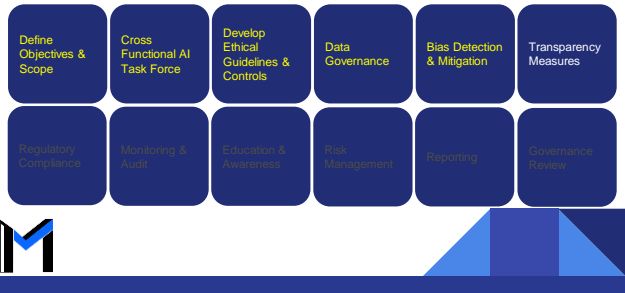 Define
Objectives &
Scope
Cross
Functional AI
Task Force
Develop
Ethical
Guidelines &
Controls
Data
Governance
Bias Detection
& Mitigation
Transparency
Measures
Regulatory
Compliance
Monitoring &
Audit
Education &
Awareness
Risk
Management
Reporting
Governance
Review